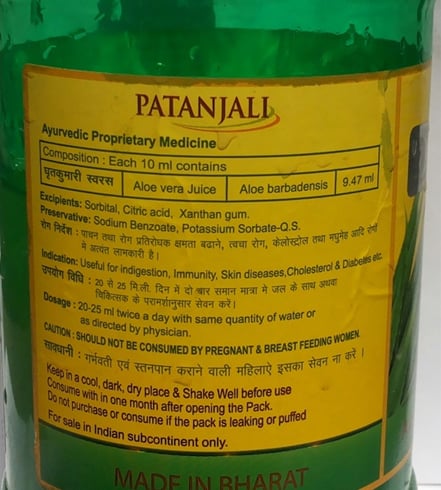 PATANJALI
Ayurvedic Proprietary Medicine
Composition : Each 10 ml contains
घृतकुमारी स्वरस Aloe vera Juice Aloe barbadensis 9.47 ml
Excipients: Sorbital, Citric acid, Xanthan gum.
Preservative: Sodium Benzoate, Potassium Sorbate-Q.S.
रोग निर्देश : पाचन तथा रोग प्रतिरोधक क्षमता बढाने, त्वचा रोग, केलोस्ट्रोल तथा मधुमेह आदि रोगों
मे अत्यंत लाभकारी है।
Indication: Useful for indigestion, Immunity, Skin diseases,Cholesterol & Diabetes etc.
उपयोग विधि : 20 से 25 मि.ली. दिन में दो बार समान मात्रा मे जल के साथ अथवा
चिकित्सक के परामर्शानुसार सेवन करें।
Dosage : 20-25 ml twice a day with same quantity of water or
as directed by physician.
CAUTION : SHOULD NOT BE CONSUMED BY PREGNANT & BREAST FEEDING WOMEN.
सावधानी : गर्भवती एवं स्तनपान कराने वाली महिलाऐं इसका सेवन ना करें ।
Keep in a cool, dark, dry place & Shake Well before use
Consume with in one month after opening the Pack.
Do not purchase or consume if the pack is leaking or puffed
For sale in Indian subcontinent only.
MADE IN BHARAT